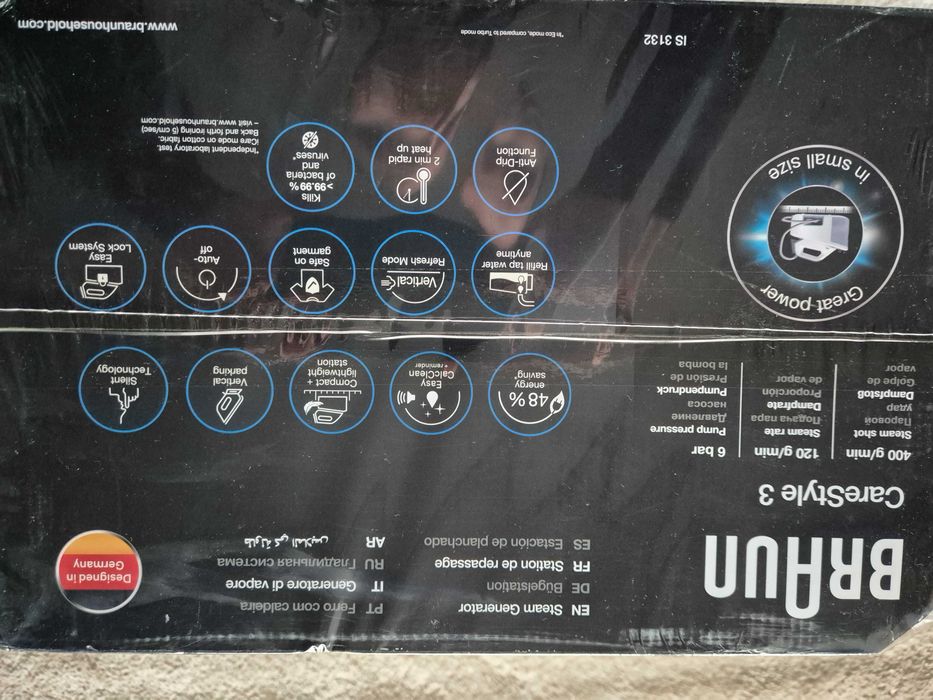 BRAUN
CareStyle 3
400 g/min
Steam shot
Паровой
удар
Dampfstoß
Golpe de
vapor
120 g/min
Steam rate
Подача пара
Dampfrate
Proporción
de vapor
6 bar
Pump pressure
Давление
насоса
Pumpendruck
Presión de
la bomba
EN Steam Generator
DE Bügelstation
FR Station de repassage
ES Estación de planchado
PT Ferro com caldeira
IT Generatore di vapore
RU Гладильная система
AR طاولة كي الملابس
Designed in
Germany
48%
energy
saving*
Easy
CalcClean
+ reminder
Compact +
lightweight
station
Vertical
parking
Silent
Technology
Great power
in small size
Refill tap water
anytime
Vertical
Refresh Mode
Safe on
garment
Auto-
off
Easy
Lock System
Anti-Drip
Function
2 min rapid
heat up
Kills
>99.99%
of bacteria
and
viruses*
*Independent laboratory test.
iCare mode on cotton fabric.
Back and forth ironing (5 cm/sec)
– visit www.braunhousehold.com
IS 3132
*In Eco mode, compared to Turbo mode
www.braunhousehold.com